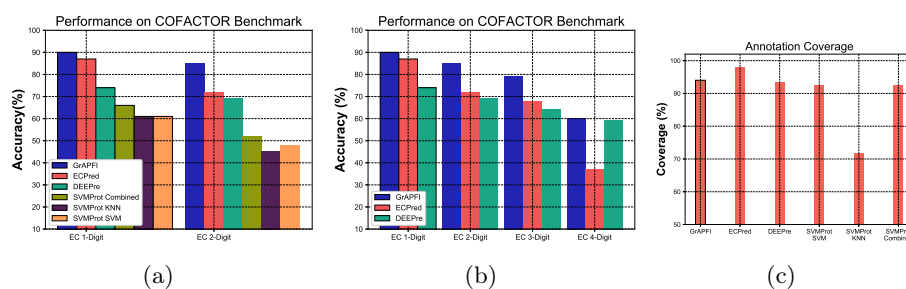 Performance on COFACTOR Benchmark
Accuracy(%)
100
90
80
70
60
50
40
30
20
10
GrAPFI
ECPred
DEEPre
SVMProt Combined
SVMProt KNN
SVMProt SVM
EC 1-Digit
EC 2-Digit
(a)
Performance on COFACTOR Benchmark
Accuracy (%)
100
90
80
70
60
50
40
30
20
10
GrAPFI
ECPred
DEEPre
EC 1-Digit
EC 2-Digit
EC 3-Digit
EC 4-Digit
(b)
Annotation Coverage
Coverage (%)
100
90
80
70
60
50
GrAPFI
ECPred
DEEPre
SVMProt
SVM
SVMProt
KNN
SVMPr
Combin
(c)